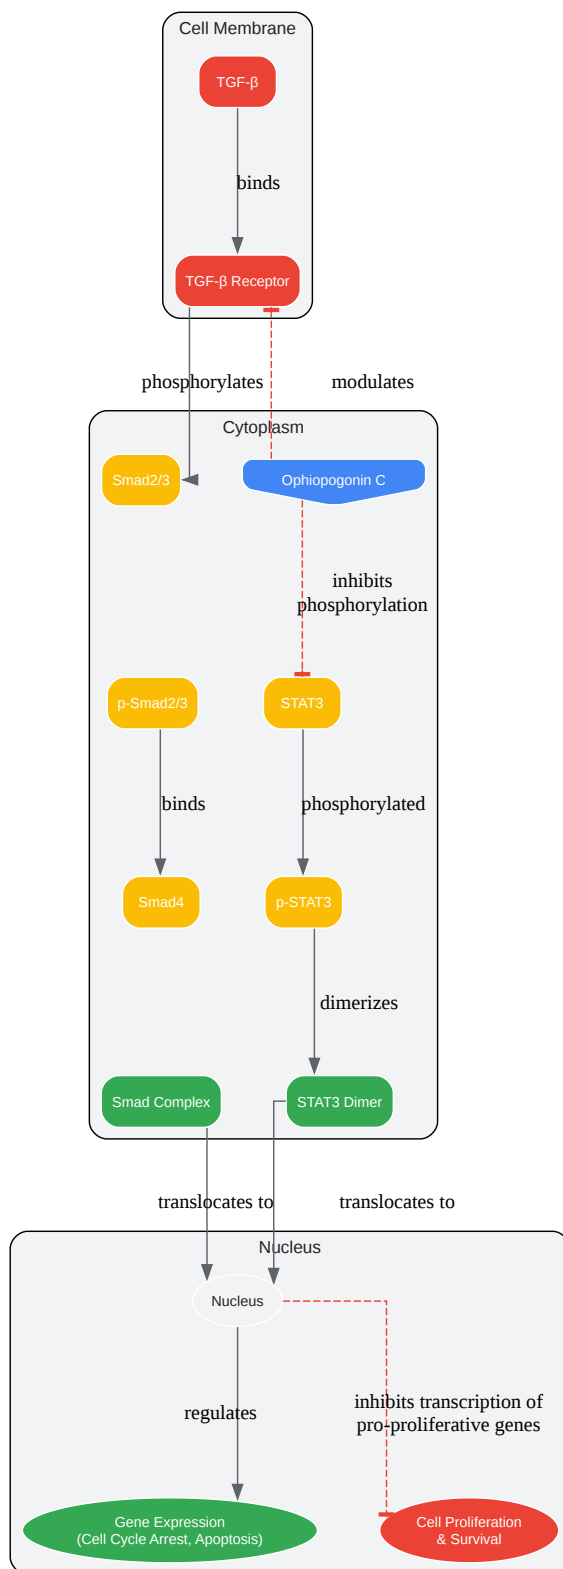 Cell Membrane
TGF-β
binds
TGF-β Receptor
phosphorylates
modulates
Cytoplasm
Smad2/3
Ophiopogonin C
inhibits
phosphorylation
p-Smad2/3
STAT3
binds
phosphorylated
Smad4
p-STAT3
dimerizes
Smad Complex
STAT3 Dimer
translocates to
translocates to
Nucleus
Nucleus
regulates
inhibits transcription of
pro-proliferative genes
Gene Expression
(Cell Cycle Arrest, Apoptosis)
Cell Proliferation
& Survival